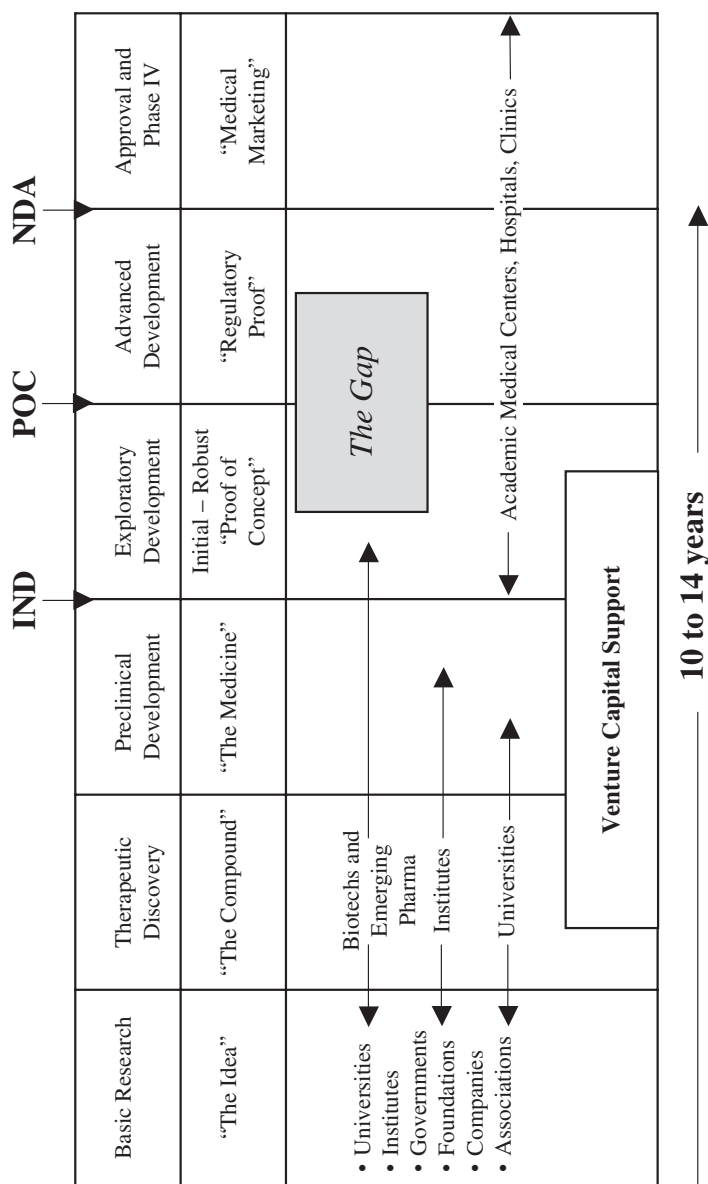 IND
POC
NDA
Basic Research
Therapeutic
Discovery
Preclinical
Development
Exploratory
Development
Advanced
Development
Approval and
Phase IV
“The Idea”
“The Compound”
“The Medicine”
Initial – Robust
“Proof of
Concept”
“Regulatory
Proof”
“Medical
Marketing”
• Universities
• Institutes
• Governments
• Foundations
• Companies
• Associations
Biotechs and
Emerging
Pharma
Institutes
Universities
The Gap
Academic Medical Centers, Hospitals, Clinics
Venture Capital Support
10 to 14 years